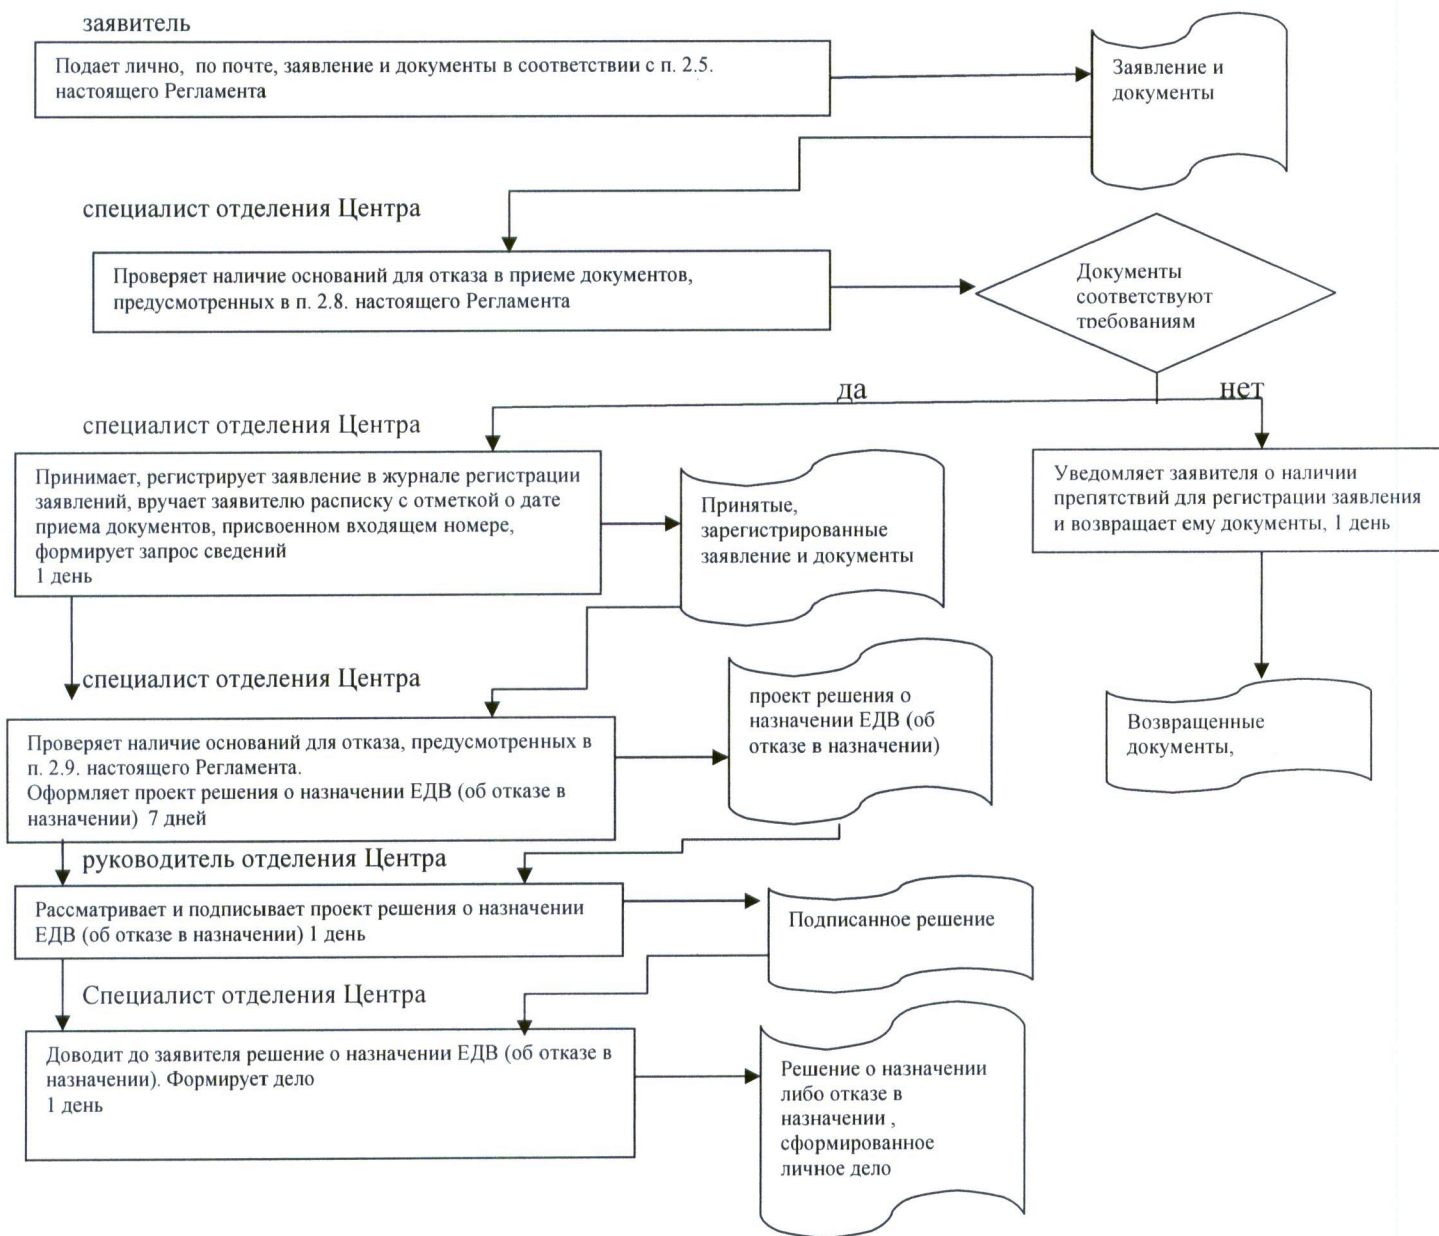 заявитель
Подает лично, по почте, заявление и документы в соответствии с п. 2.5.
настоящего Регламента
Заявление и
документы
специалист отделения Центра
Проверяет наличие оснований для отказа в приеме документов,
предусмотренных в п. 2.8. настоящего Регламента
Документы
соответствуют
требованиям
да
нет
специалист отделения Центра
Принимает, регистрирует заявление в журнале регистрации
заявлений, вручает заявителю расписку с отметкой о дате
приема документов, присвоенном входящем номере,
формирует запрос сведений
1 день
Принятые,
зарегистрированные
заявление и документы
Уведомляет заявителя о наличии
препятствий для регистрации заявления
и возвращает ему документы, 1 день
специалист отделения Центра
Проверяет наличие оснований для отказа, предусмотренных в
п. 2.9. настоящего Регламента.
Оформляет проект решения о назначении ЕДВ (об отказе в
назначении) 7 дней
проект решения о
назначении ЕДВ (об
отказе в назначении)
Возвращенные
документы,
руководитель отделения Центра
Рассматривает и подписывает проект решения о назначении
ЕДВ (об отказе в назначении) 1 день
Подписанное решение
Специалист отделения Центра
Доводит до заявителя решение о назначении ЕДВ (об отказе в
назначении). Формирует дело
1 день
Решение о назначении
либо отказе в
назначении ,
сформированное
личное дело